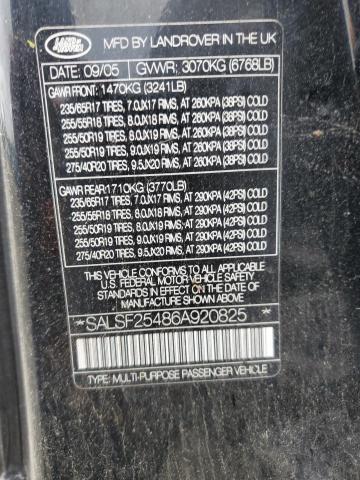 LAND
ROVER
MFD BY LANDROVER IN THE UK
DATE: 09/05 GVWR: 3070KG (6768LB)
GAWR FRONT: 1470KG (3241LB)
235/65R17 TIRES, 7.0JX17 RIMS, AT 260KPA (38PSI) COLD
255/55R18 TIRES, 8.0JX18 RIMS, AT 260KPA (38PSI) COLD
255/50R19 TIRES, 8.0JX19 RIMS, AT 260KPA (38PSI) COLD
255/50R19 TIRES, 9.0JX19 RIMS, AT 260KPA (38PSI) COLD
275/40R20 TIRES, 9.5JX20 RIMS, AT 260KPA (38PSI) COLD
GAWR REAR: 1710KG (3770LB)
235/65R17 TIRES, 7.0JX17 RIMS, AT 290KPA (42PSI) COLD
255/55R18 TIRES, 8.0JX18 RIMS, AT 290KPA (42PSI) COLD
255/50R19 TIRES, 8.0JX19 RIMS, AT 290KPA (42PSI) COLD
255/50R19 TIRES, 9.0JX19 RIMS, AT 290KPA (42PSI) COLD
275/40R20 TIRES, 9.5JX20 RIMS, AT 290KPA (42PSI) COLD
THIS VEHICLE CONFORMS TO ALL APPLICABLE
U.S. FEDERAL MOTOR VEHICLE SAFETY
STANDARDS IN EFFECT ON THE DATE OF
MANUFACTURE SHOWN ABOVE
*SALSF25486A920825*
TYPE: MULTI-PURPOSE PASSENGER VEHICLE